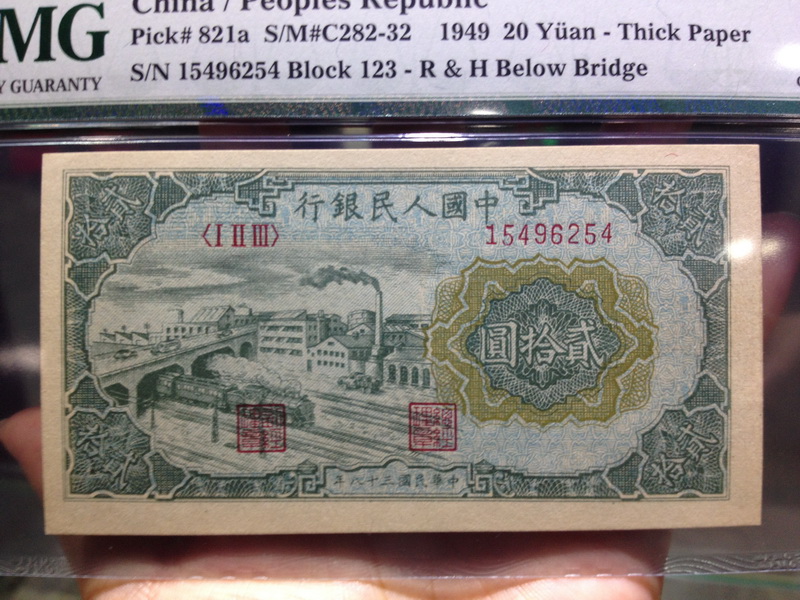 China / Peoples Republic
MG
Pick# 821a S/M#C282-32 1949 20 Yüan - Thick Paper
Y GUARANTY
S/N 15496254 Block 123 - R & H Below Bridge
行銀民人國中
〈I II III〉
15496254
圓拾貳
年八十三國民華中